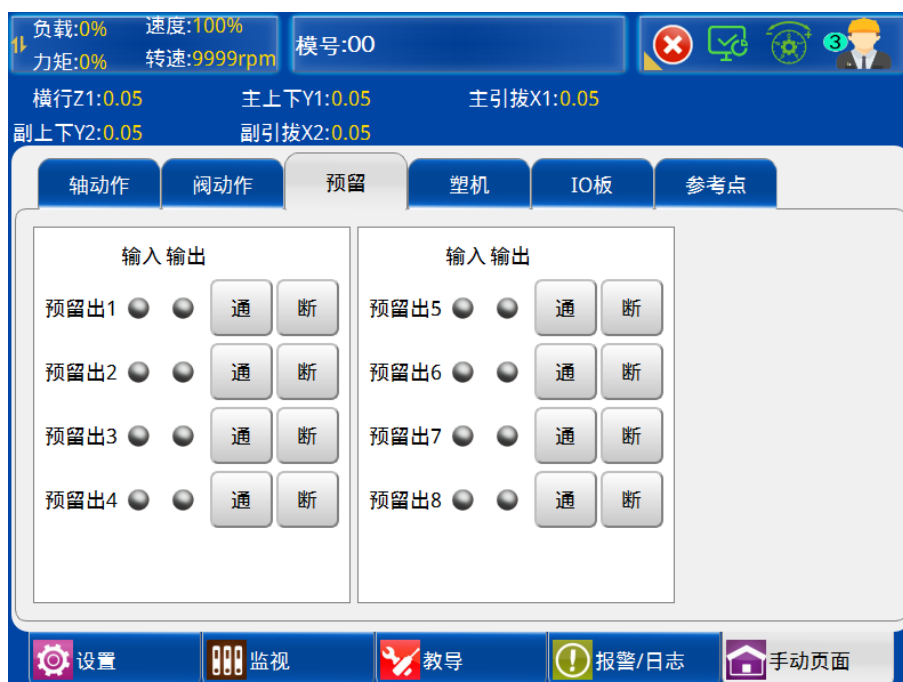 负载:0% 速度:100%
力矩:0% 转速:9999rpm
模号:00
3
横行Z1:0.05 主上下Y1:0.05 主引拔X1:0.05
副上下Y2:0.05 副引拔X2:0.05
轴动作 阀动作 预留 塑机 IO板 参考点
输入 输出 输入 输出
预留出1 通 断 预留出5 通 断
预留出2 通 断 预留出6 通 断
预留出3 通 断 预留出7 通 断
预留出4 通 断 预留出8 通 断
设置 监视 教导 报警/日志 手动页面